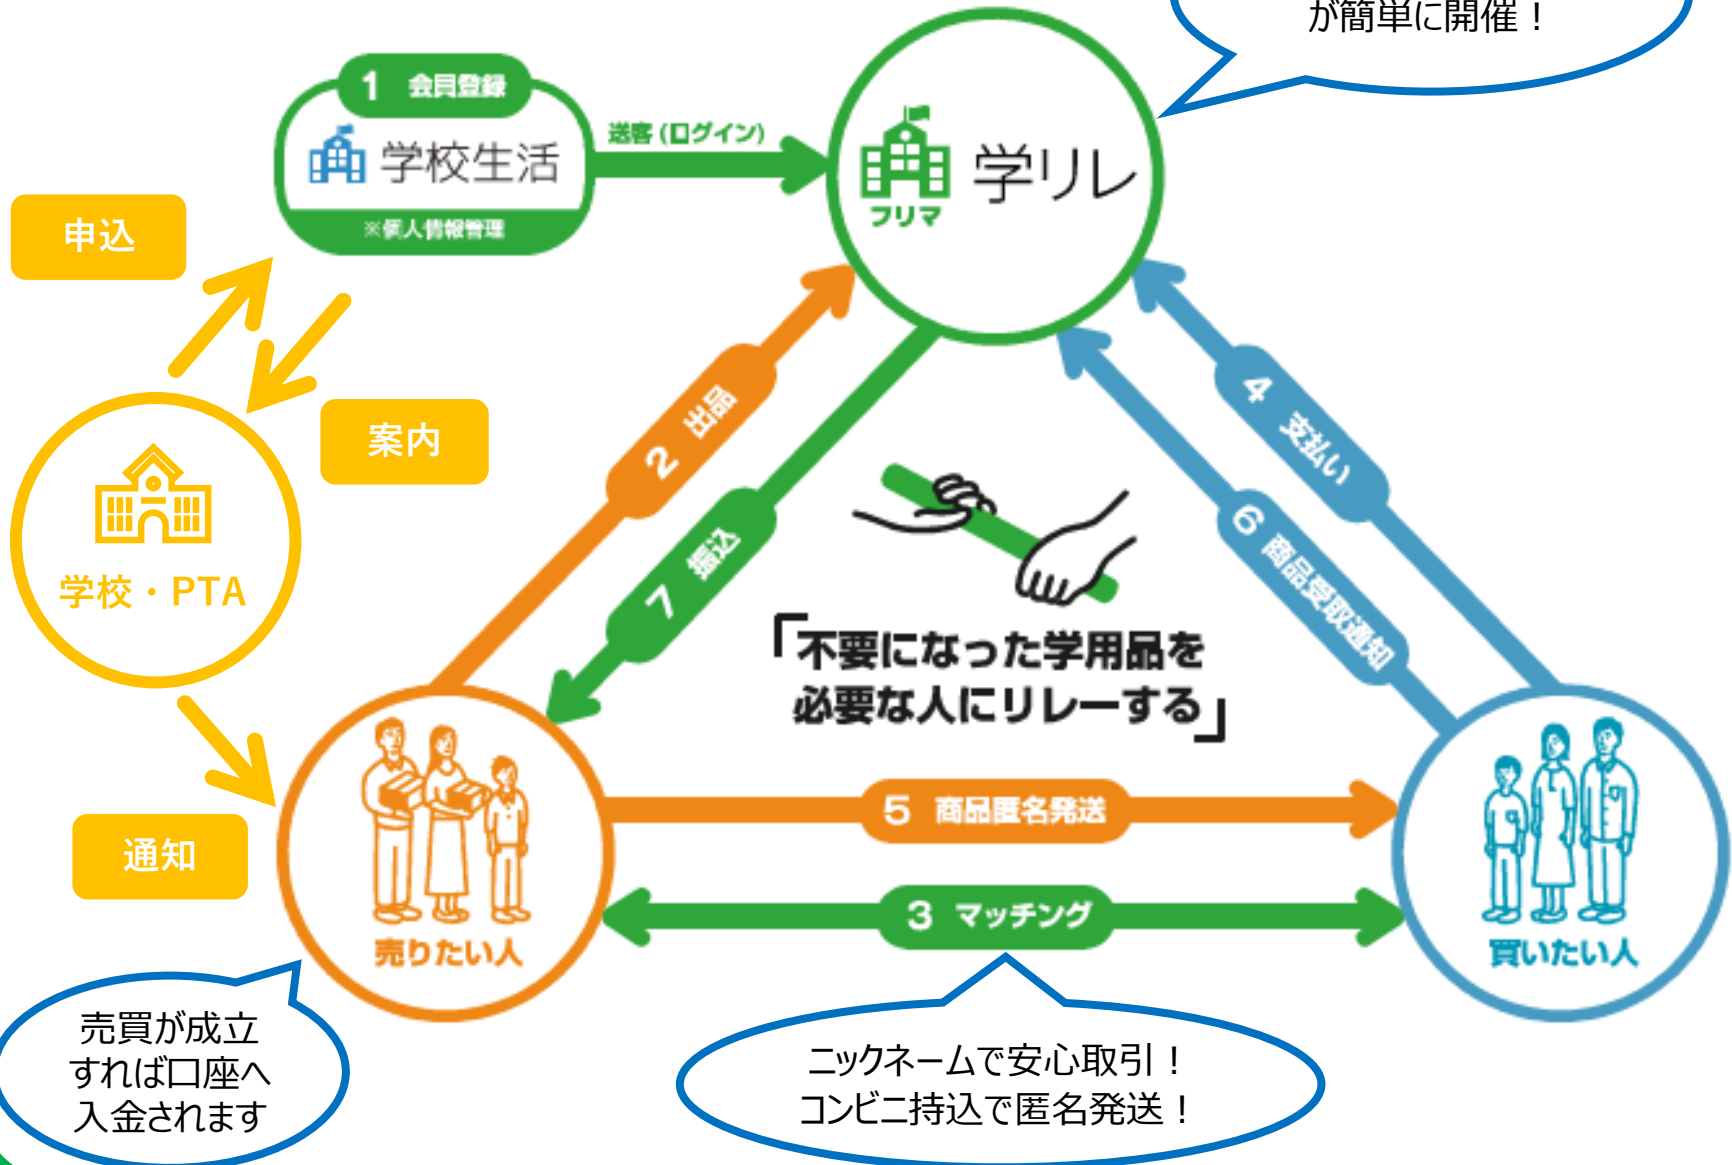 が簡単に開催！
1 会員登録
学校生活
※個人情報管理
送客(ログイン)
学リレ
フリマ
申込
案内
学校・PTA
通知
2 出品
7 振込
4 支払い
6 商品受取通知
「不要になった学用品を
必要な人にリレーする」
5 商品匿名発送
3 マッチング
売りたい人
買いたい人
売買が成立
すれば口座へ
入金されます
ニックネームで安心取引！
コンビニ持込で匿名発送！